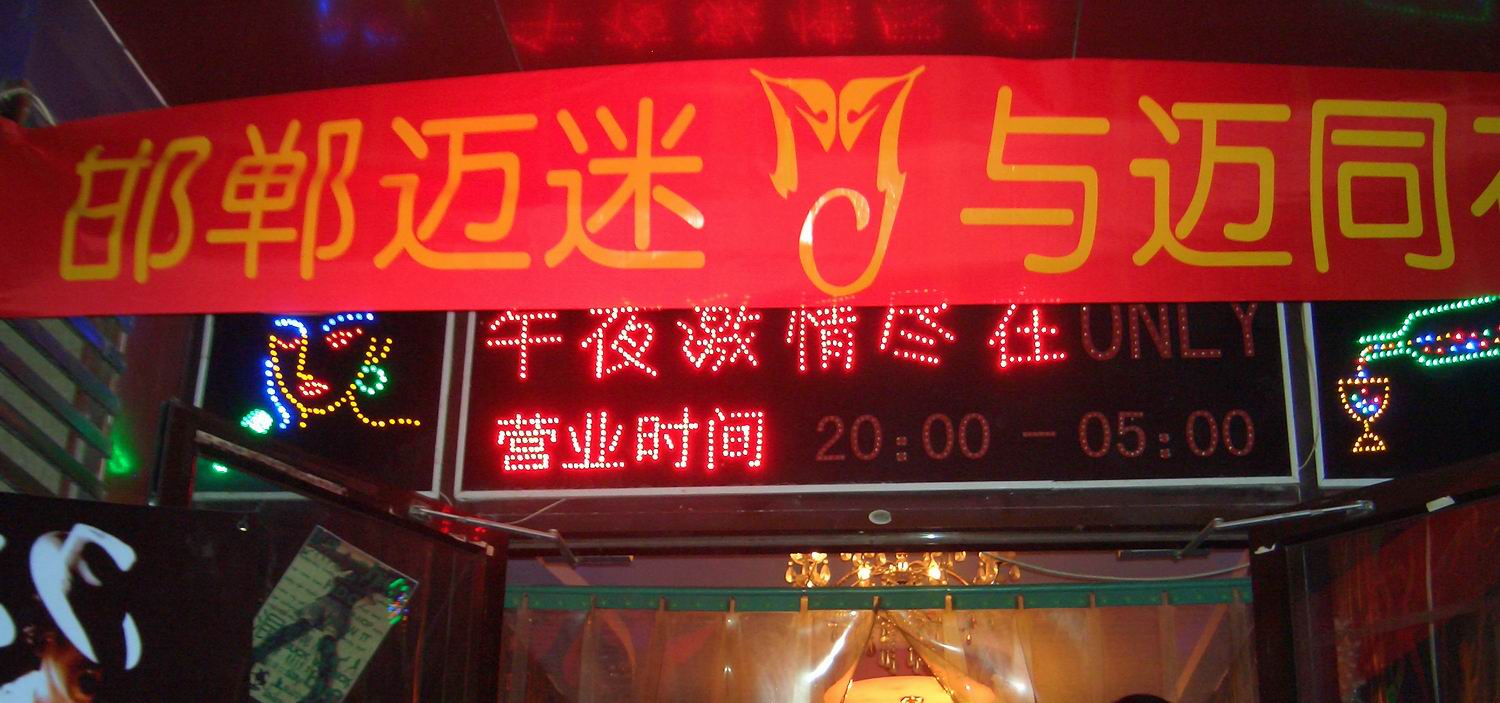 邯郸迈迷 与迈同
午夜激情尽在ONLY
营业时间 20:00-05:00